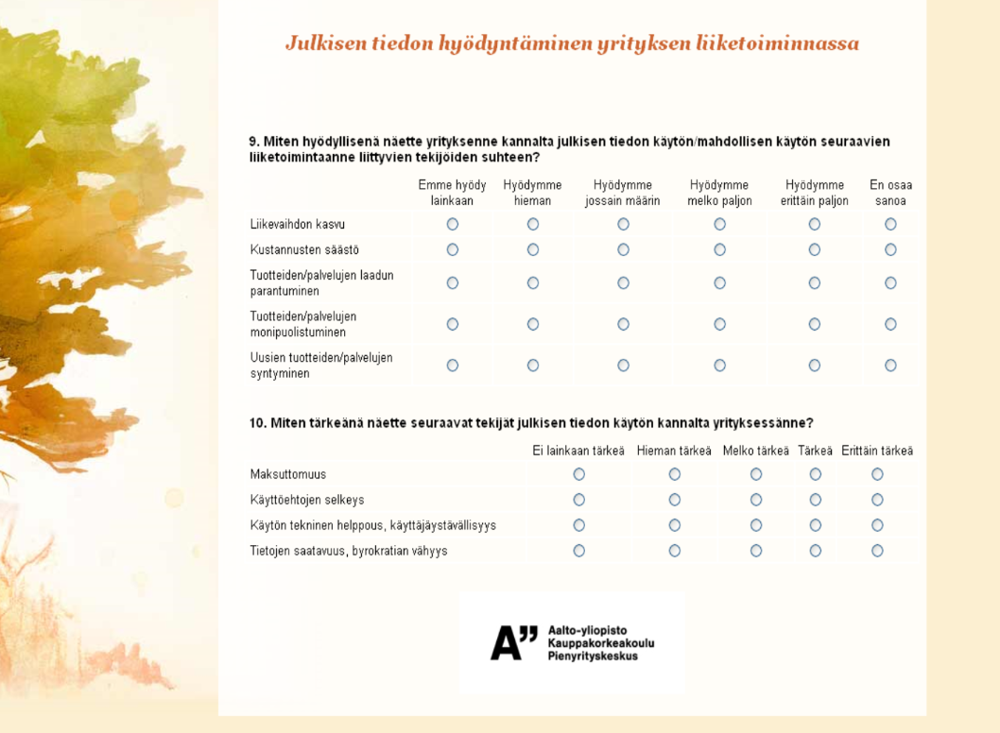 Julkisen tiedon hyödyntäminen yrityksen liiketoiminnassa
9. Miten hyödyllisenä näette yrityksenne kannalta julkisen tiedon käytön/mahdollisen käytön seuraavien
liiketoimintaanne liittyvien tekijöiden suhteen?
Emme hyödy lainkaan Hyödymme hieman Hyödymme jossain määrin Hyödymme melko paljon Hyödymme erittäin paljon En osaa sanoa
Liikevaihdon kasvu
Kustannusten säästö
Tuotteiden/palvelujen laadun
parantuminen
Tuotteiden/palvelujen
monipuolistuminen
Uusien tuotteiden/palvelujen
syntyminen
10. Miten tärkeänä näette seuraavat tekijät julkisen tiedon käytön kannalta yrityksessänne?
Ei lainkaan tärkeä Hieman tärkeä Melko tärkeä Tärkeä Erittäin tärkeä
Maksuttomuus
Käyttöehtojen selkeys
Käytön tekninen helppous, käyttäjäystävällisyys
Tietojen saatavuus, byrokratian vähyys
A”
Aalto-yliopisto
Kauppakorkeakoulu
Pienyrityskeskus